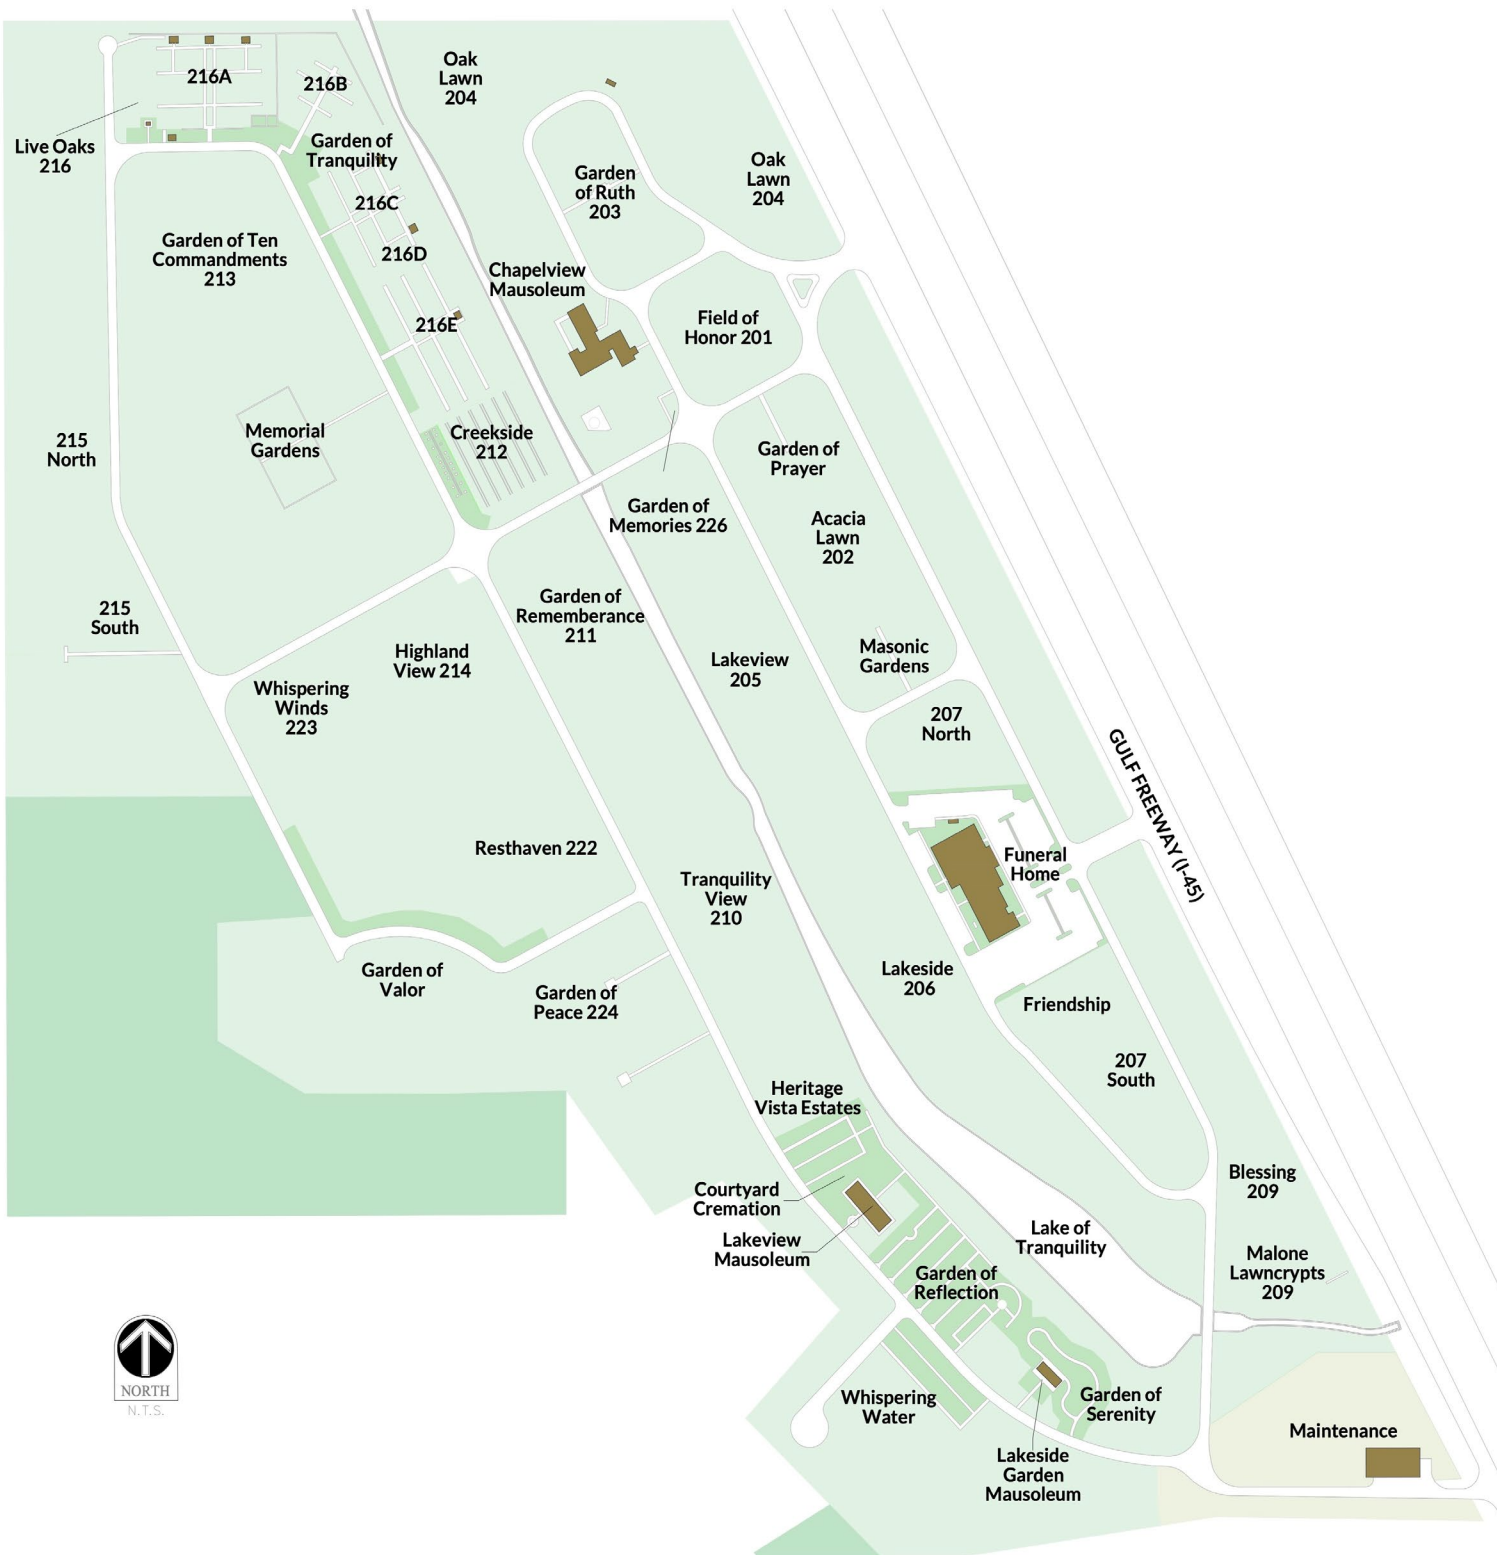 Oak
Lawn
204
216A
216B
Live Oaks
216
Garden of
Tranquility
Oak
Lawn
204
Garden
of Ruth
203
216C
Garden of Ten
Commandments
213
216D
Chapelview
Mausoleum
216E
Field of
Honor 201
Memorial
Gardens
215
North
Creekside
212
Garden of
Prayer
Garden of
Memories 226
Acacia
Lawn
202
215
South
Garden of
Rememberance
211
Highland
View 214
Lakeview
205
Masonic
Gardens
Whispering
Winds
223
207
North
GULF FREEWAY (I-45)
Resthaven 222
Funeral
Home
Tranquility
View
210
Garden of
Valor
Garden of
Peace 224
Lakeside
206
Friendship
207
South
Heritage
Vista Estates
Courtyard
Cremation
Blessing
209
Lakeview
Mausoleum
Lake of
Tranquility
Malone
Lawncrypts
209
Garden of
Reflection
NORTH
N.T.S.
Whispering
Water
Garden of
Serenity
Maintenance
Lakeside
Garden
Mausoleum